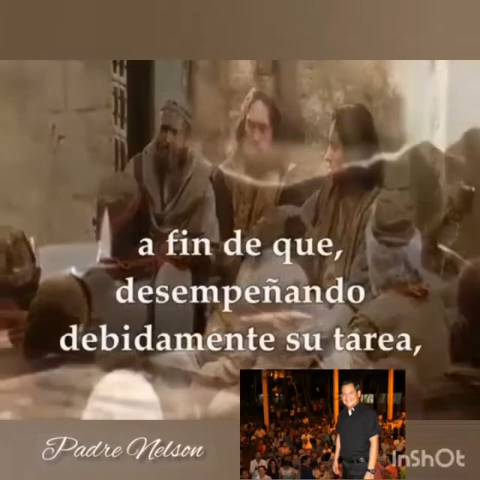 a fin de que,
desempeñando
debidamente su tarea,
Padre Nelson
InShOt